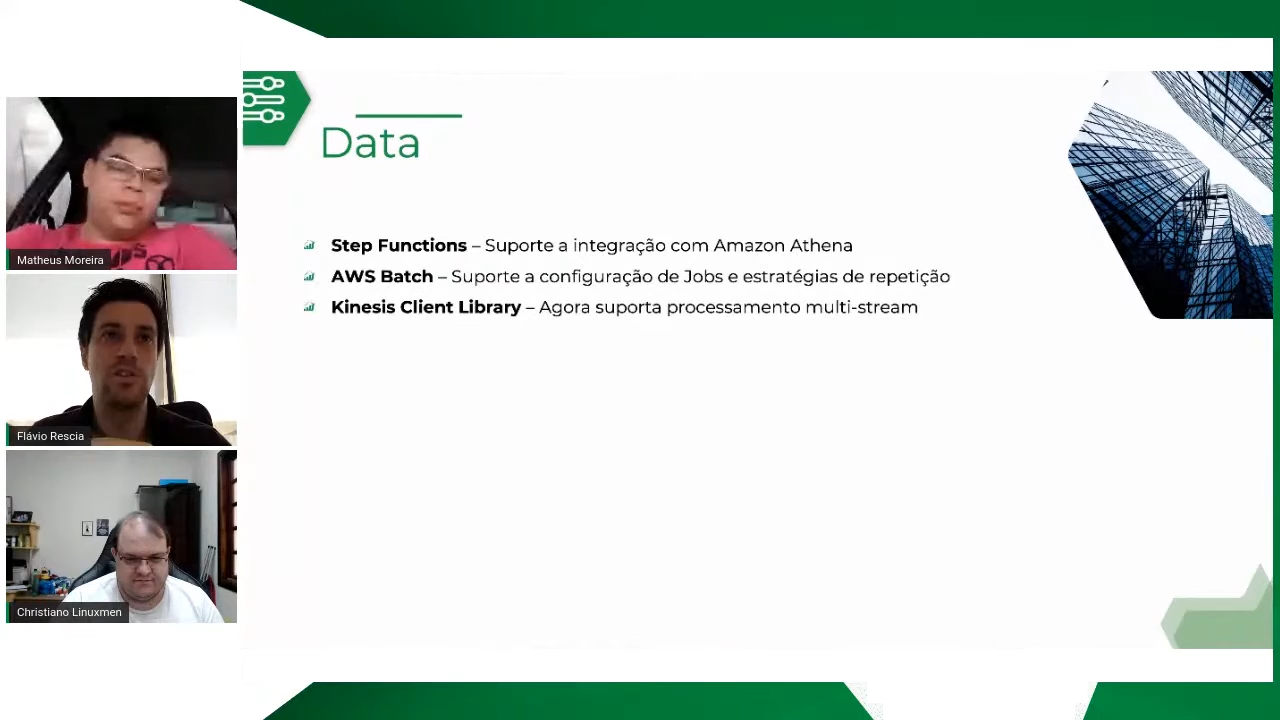 Data
Step Functions – Suporte a integração com Amazon Athena
AWS Batch – Suporte a configuração de Jobs e estratégias de repetição
Kinesis Client Library – Agora suporta processamento multi-stream
Matheus Moreira
Flávio Rescia
Christiano Linuxmen